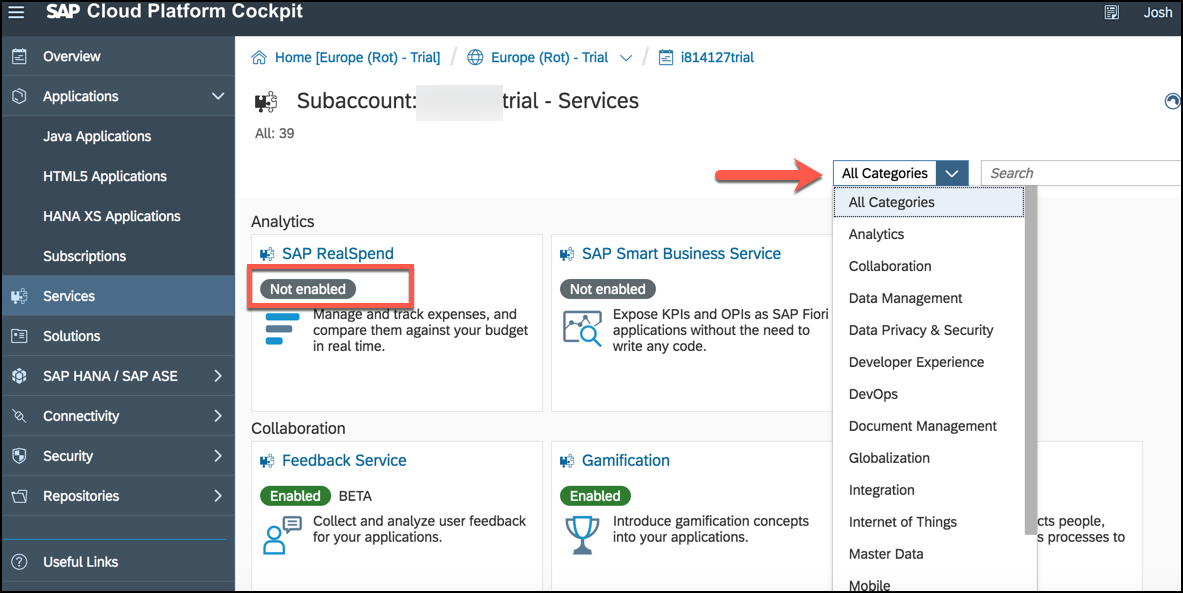 SAP Cloud Platform Cockpit
Josh
Overview
Applications
Java Applications
HTML5 Applications
HANA XS Applications
Subscriptions
Services
Solutions
SAP HANA / SAP ASE
Connectivity
Security
Repositories
Useful Links
Home [Europe (Rot) - Trial] / Europe (Rot) - Trial / i814127trial
Subaccount: trial - Services
All: 39
All Categories
Search
All Categories
Analytics
Collaboration
Data Management
Data Privacy & Security
Developer Experience
DevOps
Document Management
Globalization
Integration
Internet of Things
Master Data
Mobile
Analytics
SAP RealSpend
Not enabled
Manage and track expenses, and
compare them against your budget
in real time.
SAP Smart Business Service
Not enabled
Expose KPIs and OPIs as SAP Fiori
applications without the need to
write any code.
Collaboration
Feedback Service
Enabled BETA
Collect and analyze user feedback
for your applications.
Gamification
Enabled
Introduce gamification concepts
into your applications.
people,
processes to